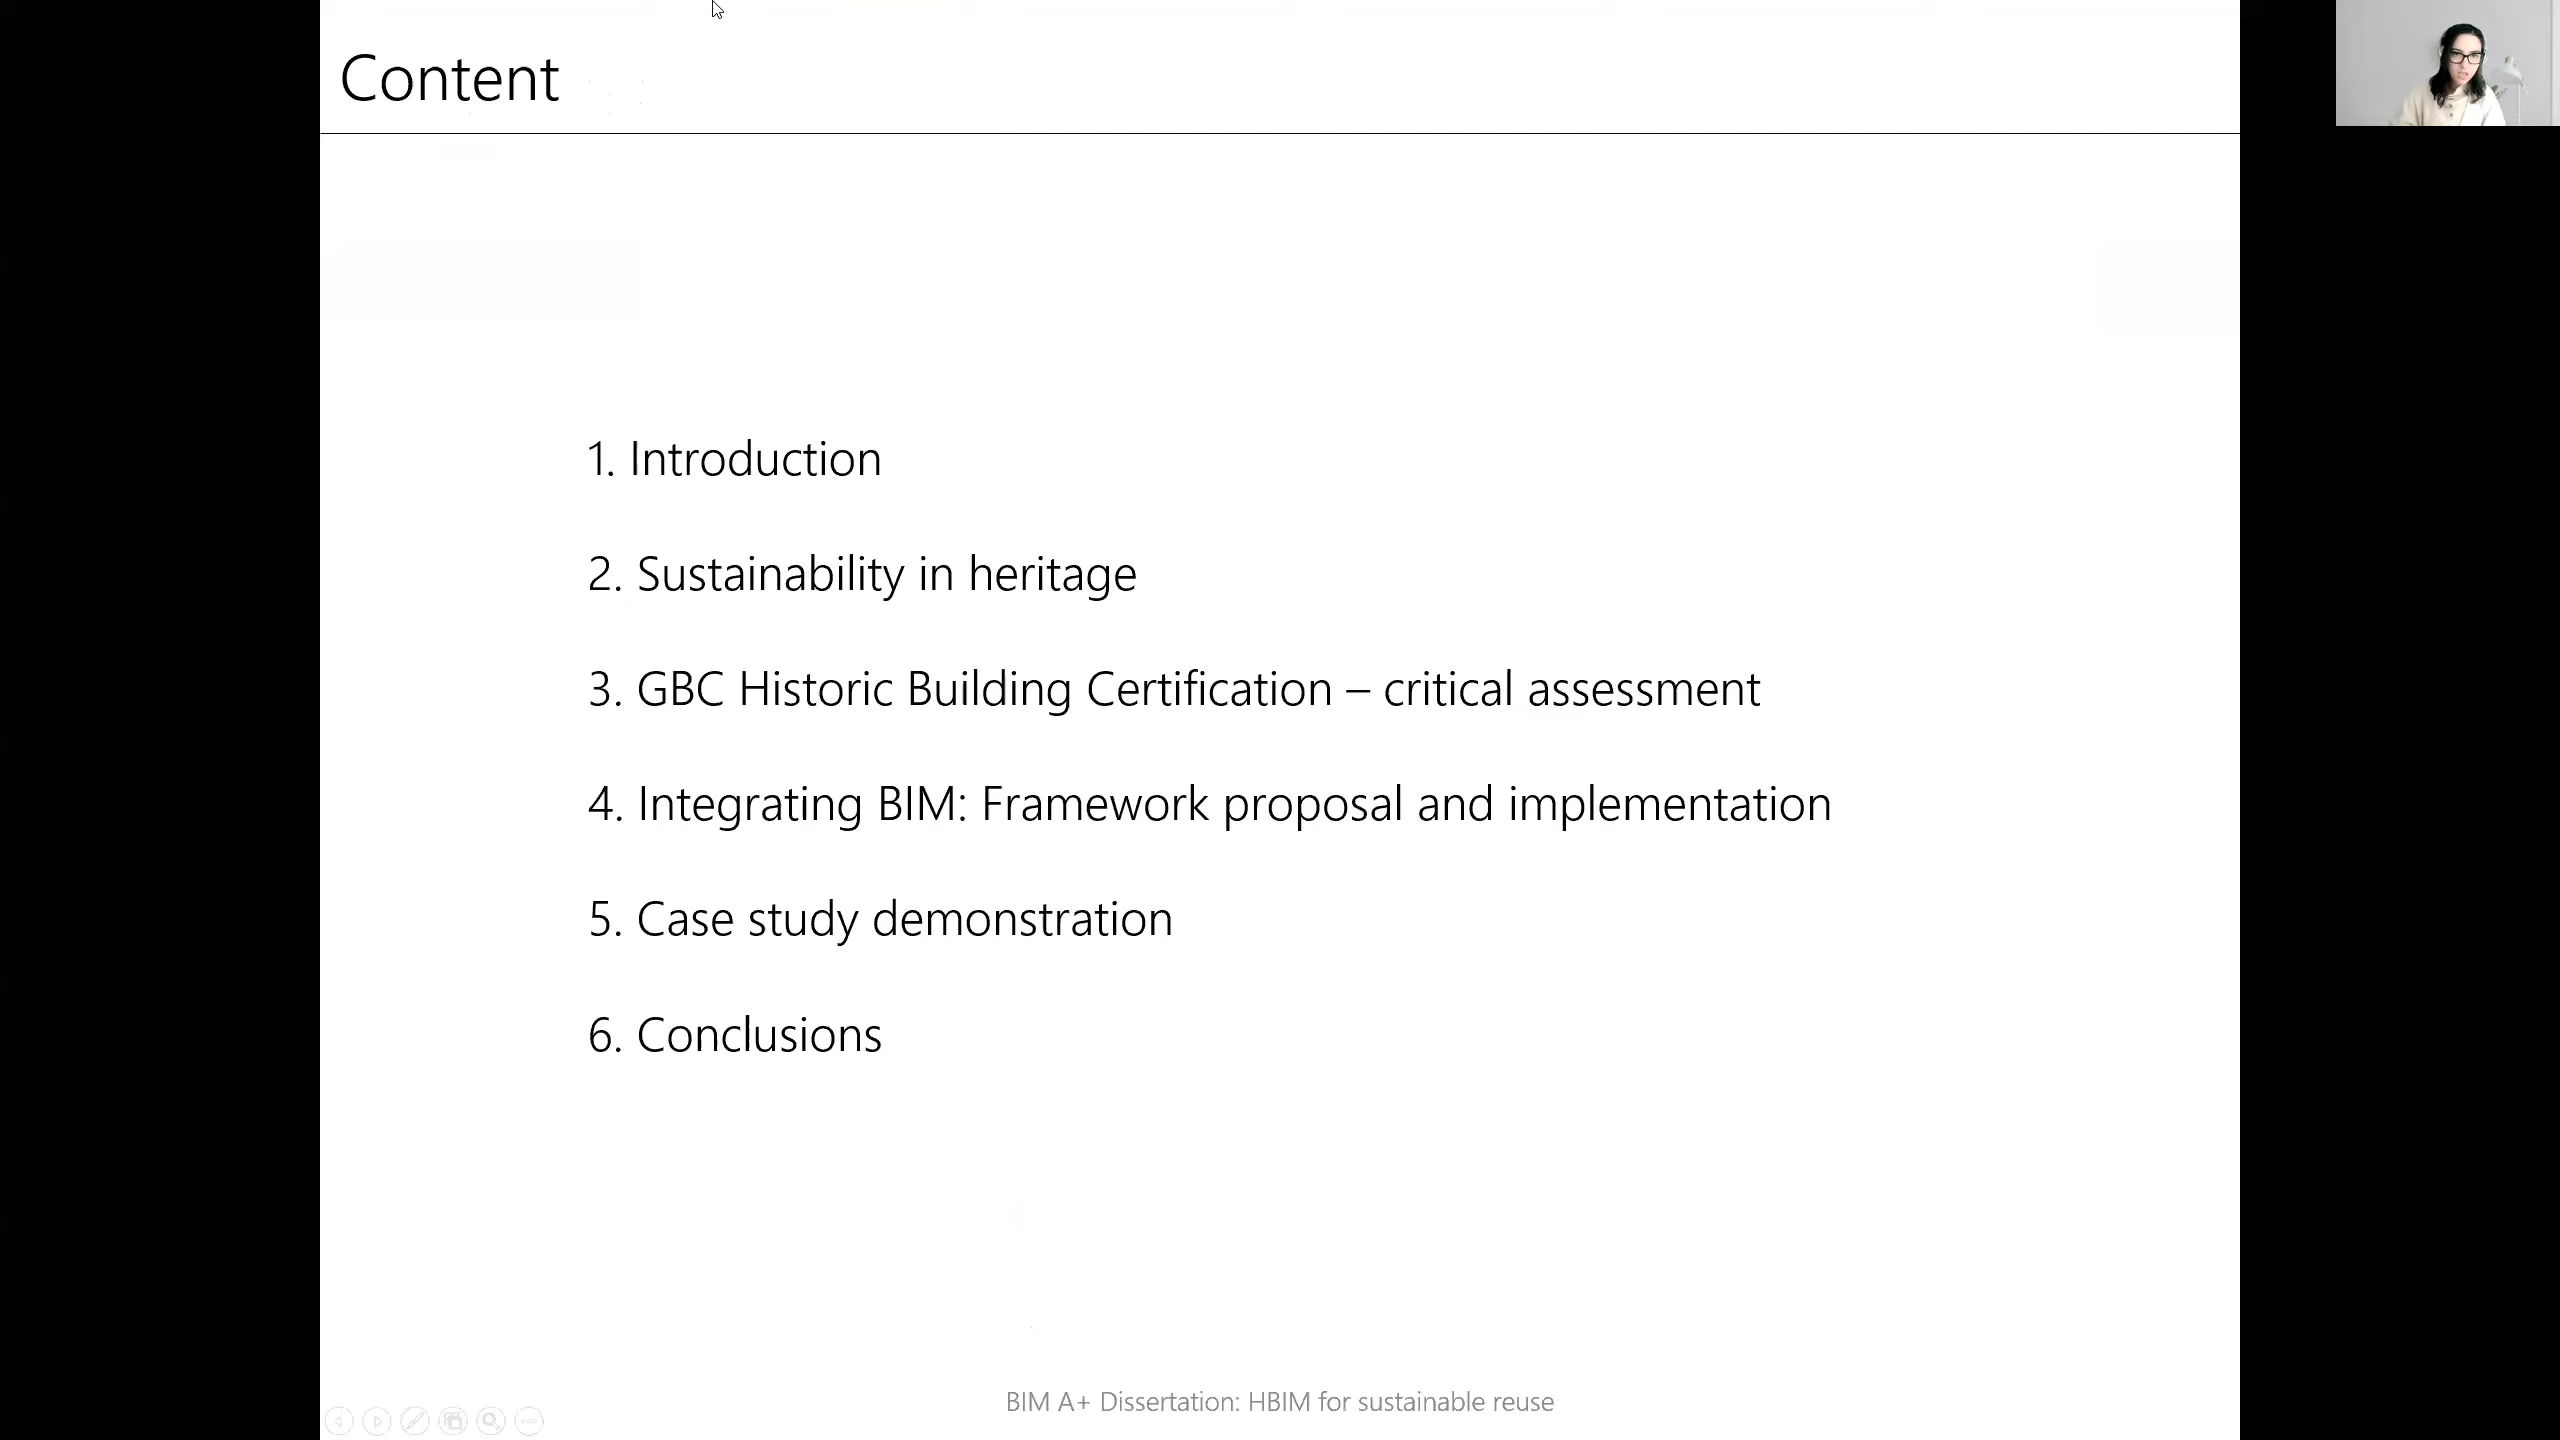 Content
1. Introduction
2. Sustainability in heritage
3. GBC Historic Building Certification – critical assessment
4. Integrating BIM: Framework proposal and implementation
5. Case study demonstration
6. Conclusions
BIM A+ Dissertation: HBIM for sustainable reuse